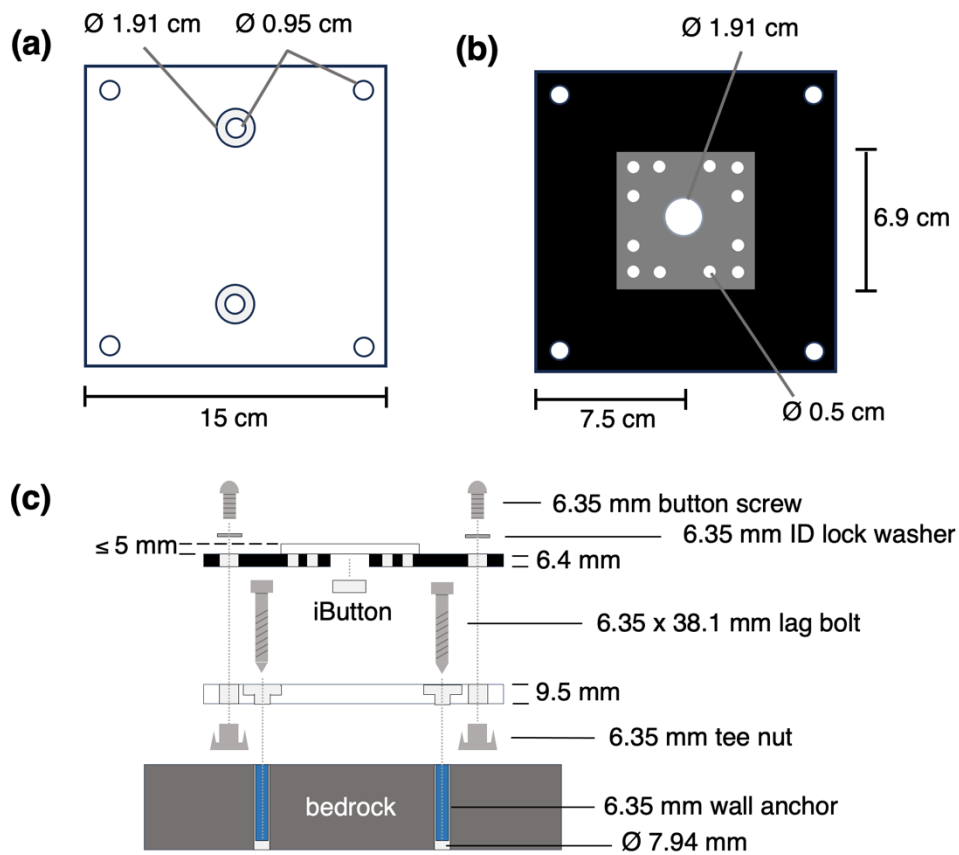 (a)
Ø 1.91 cm
Ø 0.95 cm
15 cm
(b)
Ø 1.91 cm
6.9 cm
7.5 cm
Ø 0.5 cm
(c)
6.35 mm button screw
6.35 mm ID lock washer
≤ 5 mm
6.4 mm
iButton
6.35 x 38.1 mm lag bolt
9.5 mm
6.35 mm tee nut
bedrock
6.35 mm wall anchor
Ø 7.94 mm